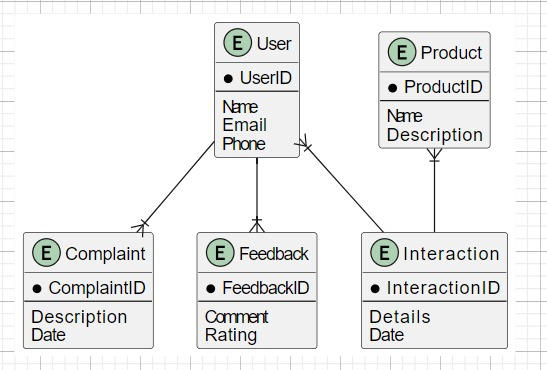 E User
● UserID
Name
Email
Phone
E Product
● ProductID
Name
Description
E Complaint
● ComplaintID
Description
Date
E Feedback
● FeedbackID
Comment
Rating
E Interaction
● InteractionID
Details
Date